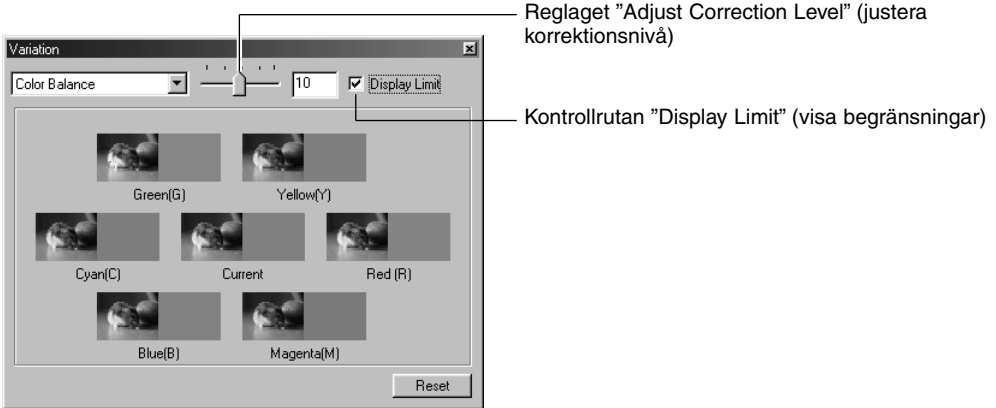 Reglaget ”Adjust Correction Level” (justera
korrektionsnivå)
Variation
Color Balance
10
Display Limit
Kontrollrutan ”Display Limit” (visa begränsningar)
Green(G)
Yellow(Y)
Cyan(C)
Current
Red (R)
Blue(B)
Magenta(M)
Reset